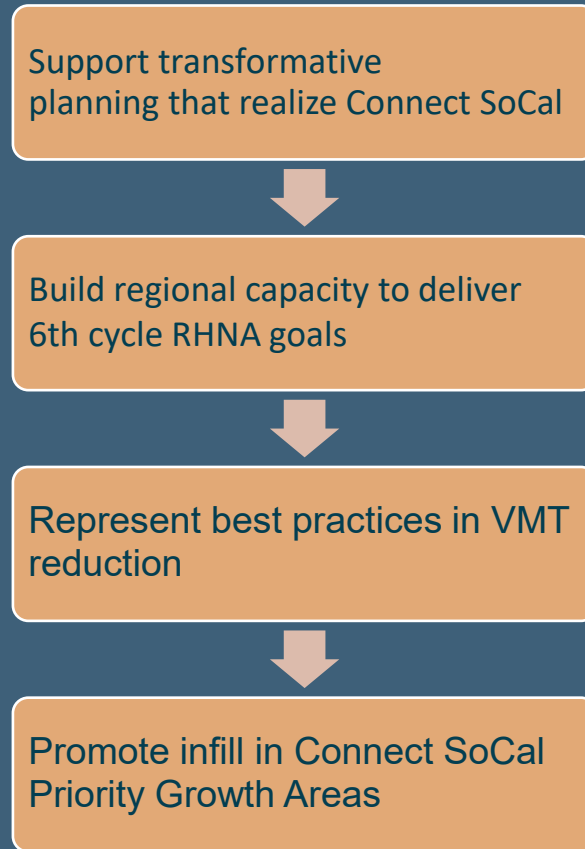 Support transformative
planning that realize Connect SoCal
Build regional capacity to deliver
6th cycle RHNA goals
Represent best practices in VMT
reduction
Promote infill in Connect SoCal
Priority Growth Areas